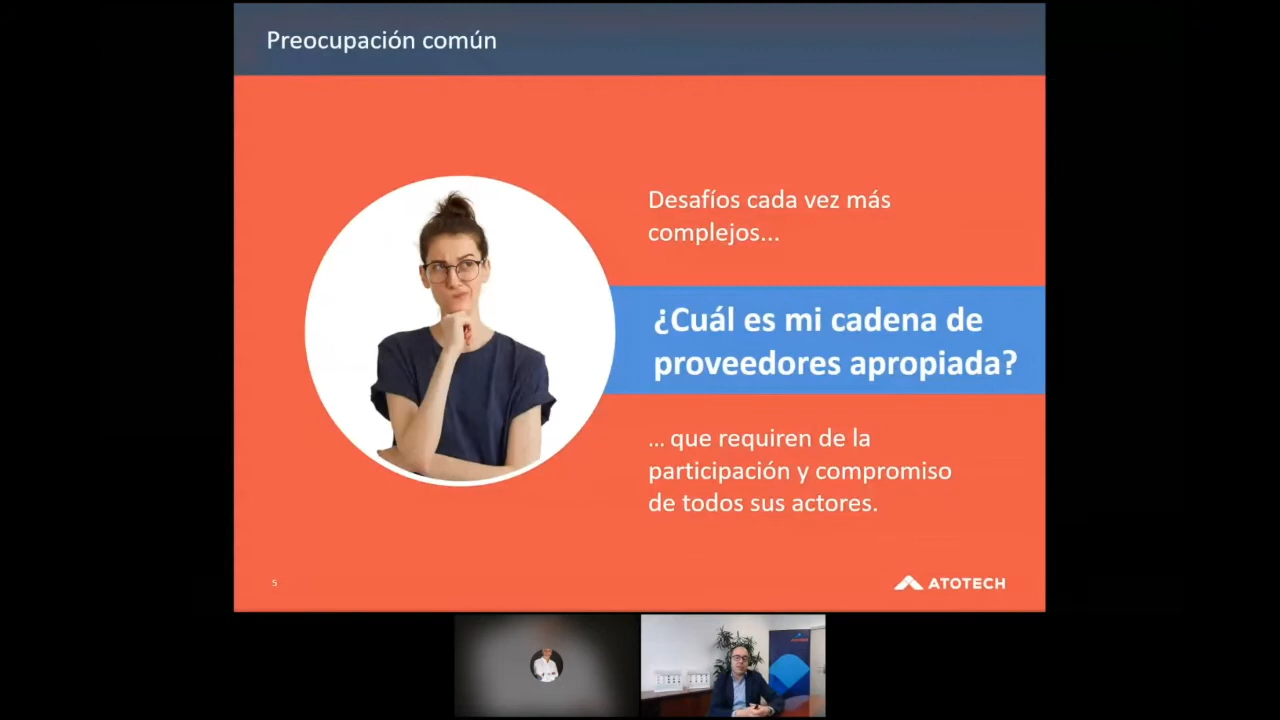 Preocupación común
Desafíos cada vez más
complejos...
¿Cuál es mi cadena de
proveedores apropiada?
... que requiren de la
participación y compromiso
de todos sus actores.
5
ATOTECH